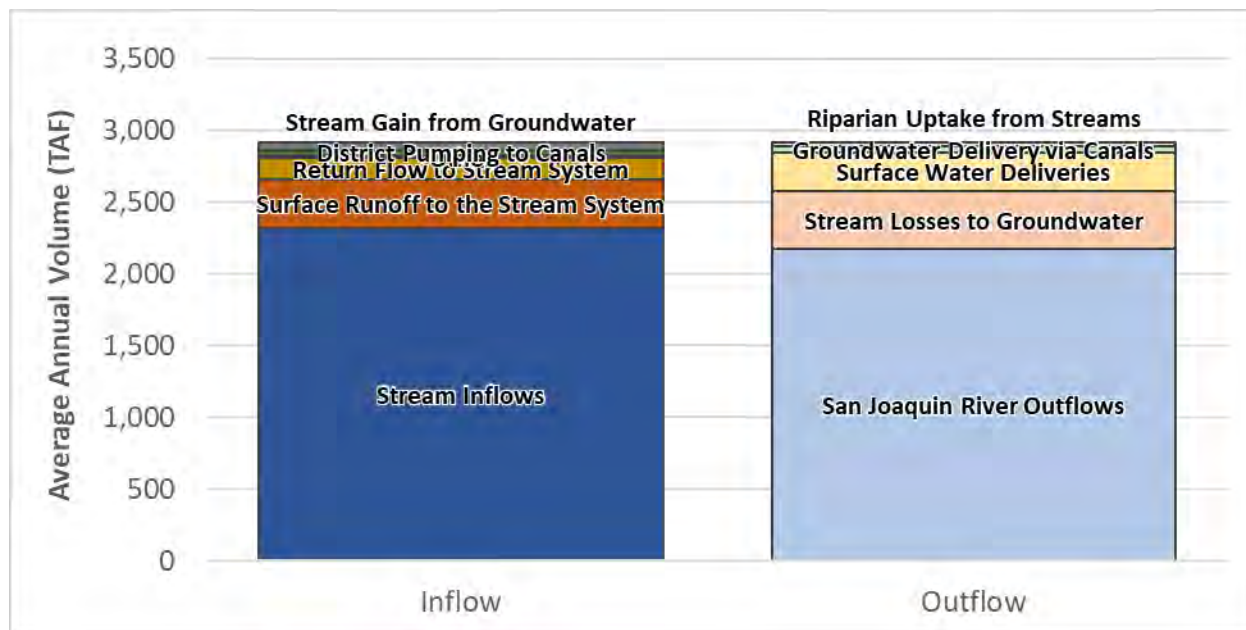 Average Annual Volume (TAF)
3,500
3,000
2,500
2,000
1,500
1,000
500
0
Stream Gain from Groundwater
District Pumping to Canals
Return Flow to Stream System
Surface Runoff to the Stream System
Stream Inflows
Riparian Uptake from Streams
Groundwater Delivery via Canals
Surface Water Deliveries
Stream Losses to Groundwater
San Joaquin River Outflows
Inflow
Outflow